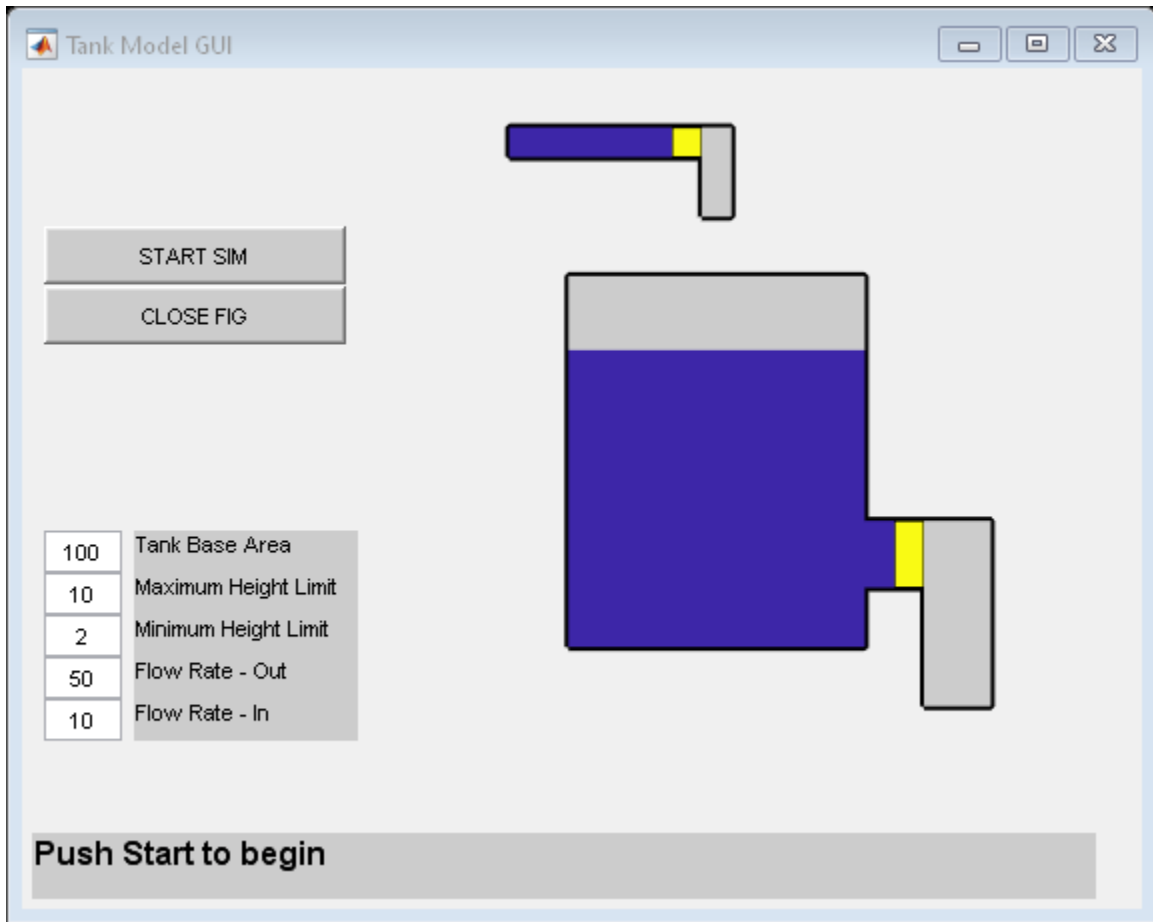 Tank Model GUI
START SIM
CLOSE FIG
100 Tank Base Area
10 Maximum Height Limit
2 Minimum Height Limit
50 Flow Rate - Out
10 Flow Rate - In
Push Start to begin